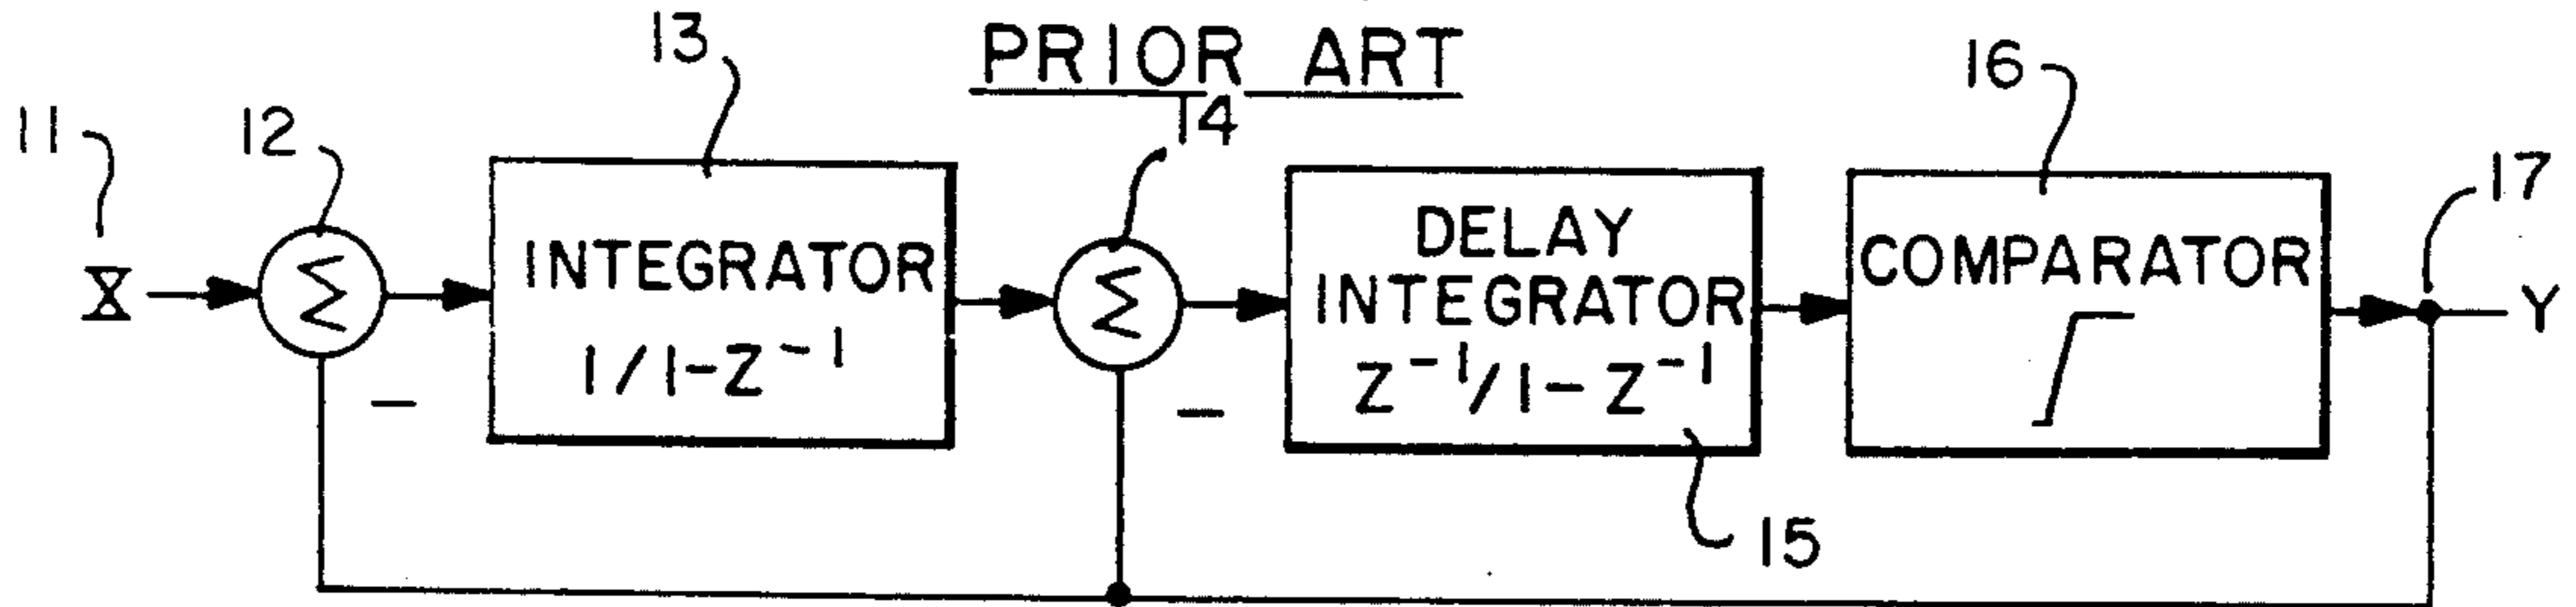 PRIOR ART
11
12
13
14
16
17
X
Σ
INTEGRATOR
1/1-Z⁻¹
Σ
DELAY
INTEGRATOR
Z⁻¹/1-Z⁻¹
COMPARATOR
Y
-
-
15